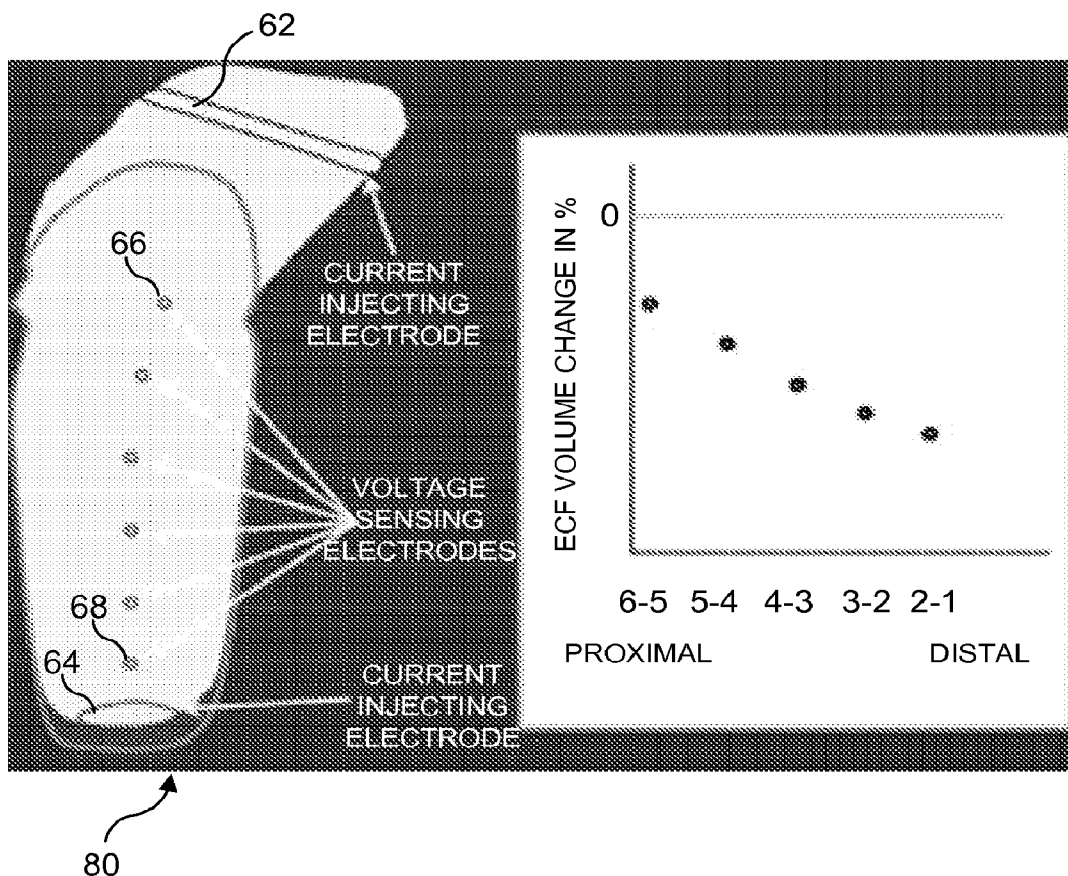 62
66
CURRENT
INJECTING
ELECTRODE
VOLTAGE
SENSING
ELECTRODES
68
64
CURRENT
INJECTING
ELECTRODE
80
ECF VOLUME CHANGE IN %
0
6-5 5-4 4-3 3-2 2-1
PROXIMAL DISTAL